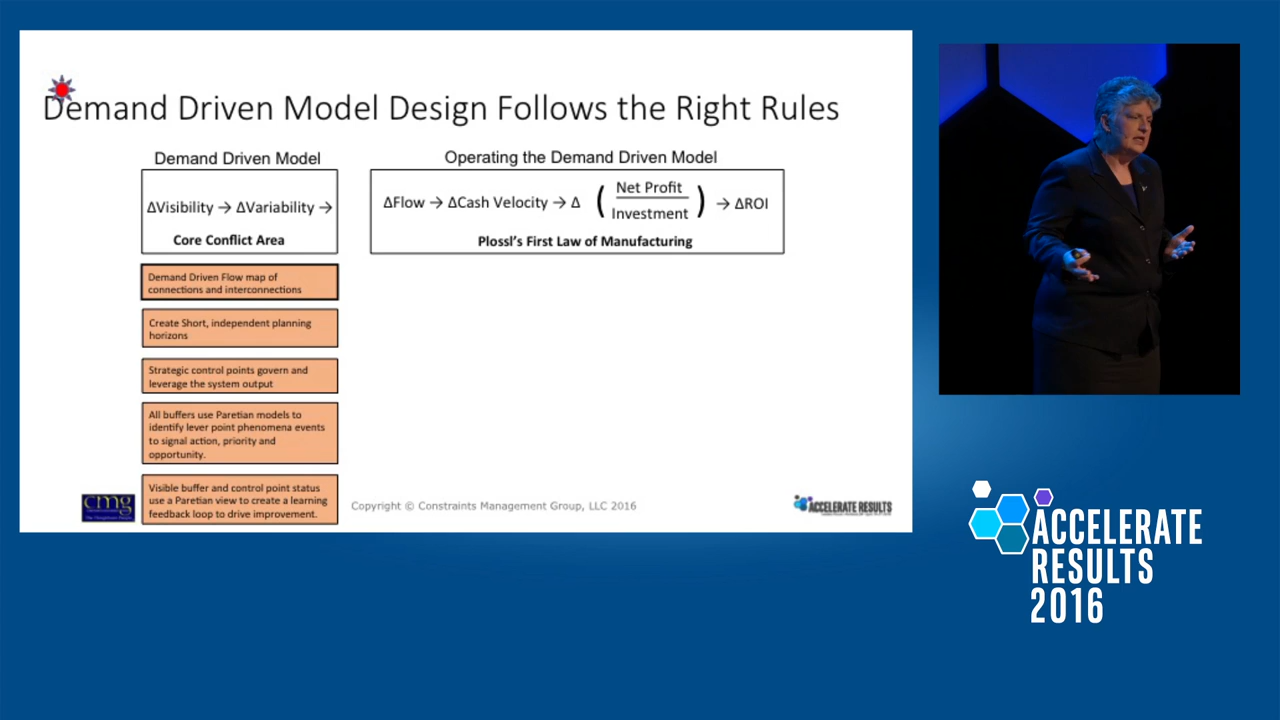 Demand Driven Model Design Follows the Right Rules
Demand Driven Model
Operating the Demand Driven Model
ΔVisibility → ΔVariability →
Core Conflict Area
ΔFlow → ΔCash Velocity → Δ ( Net Profit / Investment ) → ΔROI
Plossl's First Law of Manufacturing
Demand Driven Flow map of
connections and interconnections
Create Short, independent planning
horizons
Strategic control points govern and
leverage the system output
All buffers use Paretian models to
identify lever point phenomena events
to signal action, priority and
opportunity.
Visible buffer and control point status
use a Paretian view to create a learning
feedback loop to drive improvement.
cmg
Copyright © Constraints Management Group, LLC 2016
ACCELERATE RESULTS
ACCELERATE
RESULTS
2016